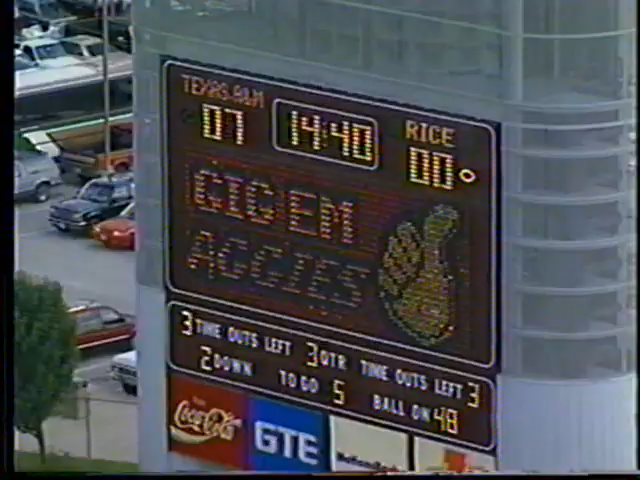 TEXAS A&M 07 14:40 RICE 00
GIG'EM
AGGIES
3 TIME OUTS LEFT 3 QTR TIME OUTS LEFT 3
2 DOWN TO GO 5 BALL ON 48
Coca-Cola
GTE
NationsBank